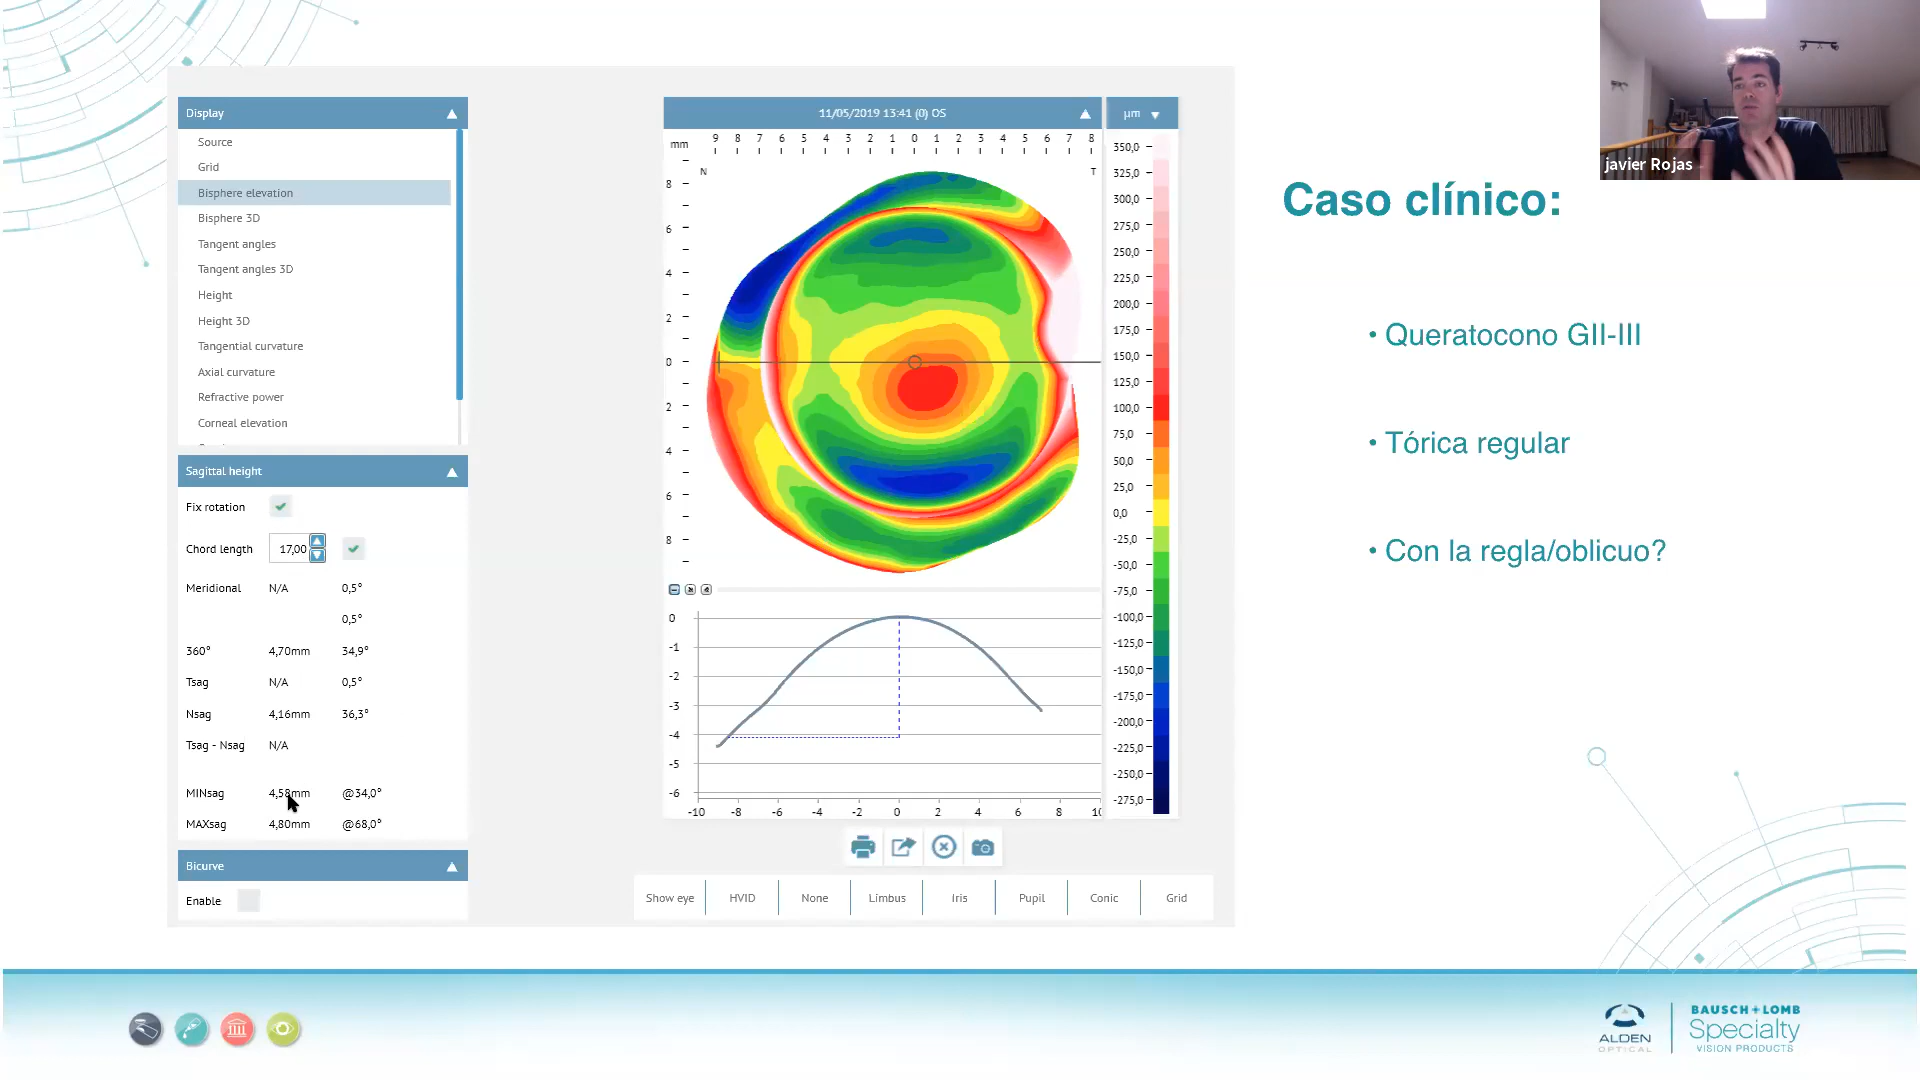 javier Rojas
Display
Source
Grid
Bisphere elevation
Bisphere 3D
Tangent angles
Tangent angles 3D
Height
Height 3D
Tangential curvature
Axial curvature
Refractive power
Corneal elevation
Sagittal height
Fix rotation
Chord length 17,00
Meridional N/A 0,5°
0,5°
360° 4,70mm 34,9°
Tsag N/A 0,5°
Nsag 4,16mm 36,3°
Tsag - Nsag N/A
MINsag 4,58mm @34,0°
MAXsag 4,80mm @68,0°
Bicurve
Enable
11/05/2019 13:41 (0) OS
µm
mm 9 8 7 6 5 4 3 2 1 0 1 2 3 4 5 6 7 8
N T
8
6
4
2
0
2
4
6
8
350,0
325,0
300,0
275,0
250,0
225,0
200,0
175,0
150,0
125,0
100,0
75,0
50,0
25,0
0,0
-25,0
-50,0
-75,0
-100,0
-125,0
-150,0
-175,0
-200,0
-225,0
-250,0
-275,0
0
-1
-2
-3
-4
-5
-6
-10 -8 -6 -4 -2 0 2 4 6 8
Show eye HVID None Limbus Iris Pupil Conic Grid
Caso clínico:
• Queratocono GII-III
• Tórica regular
• Con la regla/oblicuo?
ALDEN
OPTICAL
BAUSCH+LOMB
Specialty
VISION PRODUCTS